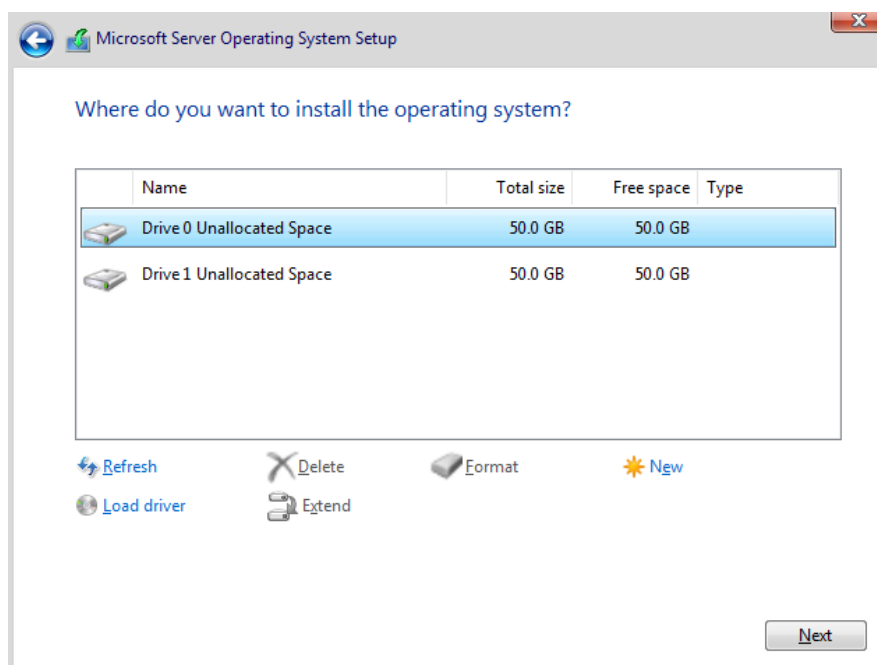 Microsoft Server Operating System Setup
Where do you want to install the operating system?
Name Total size Free space Type
Drive 0 Unallocated Space 50.0 GB 50.0 GB
Drive 1 Unallocated Space 50.0 GB 50.0 GB
Refresh Delete Format New
Load driver Extend
Next